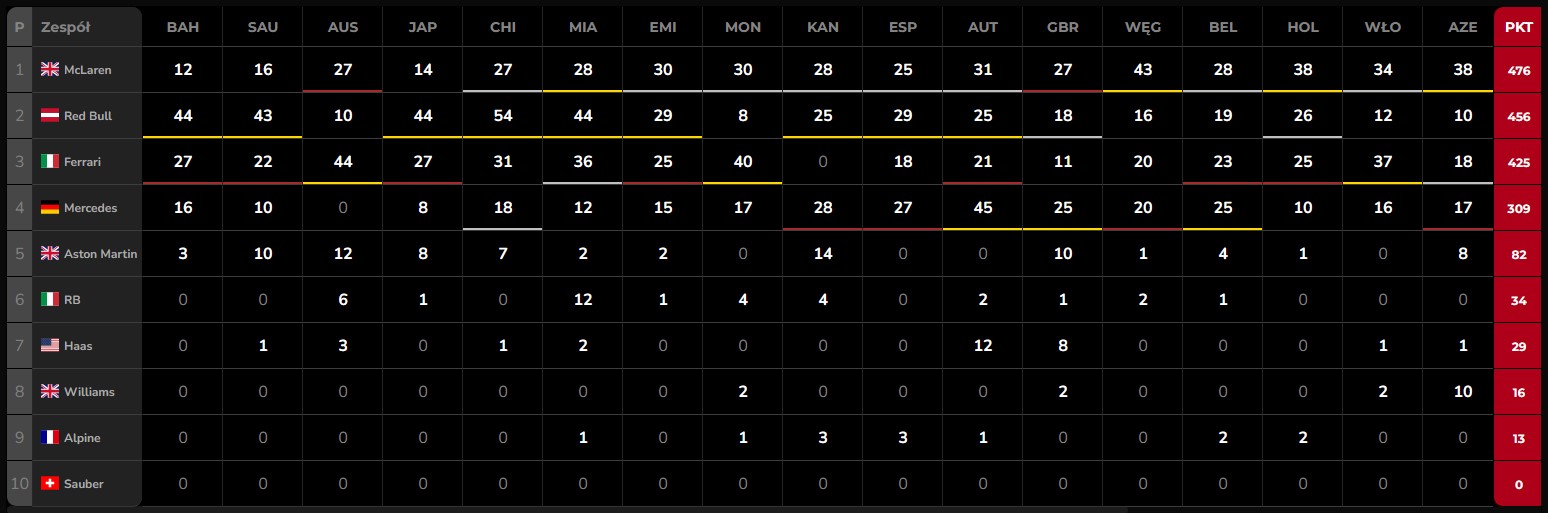 P Zespół BAH SAU AUS JAP CHI MIA EMI MON KAN ESP AUT GBR WĘG BEL HOL WŁO AZE PKT
1 McLaren 12 16 27 14 27 28 30 30 28 25 31 27 43 28 38 34 38 476
2 Red Bull 44 43 10 44 54 44 29 8 25 29 25 18 16 19 26 12 10 456
3 Ferrari 27 22 44 27 31 36 25 40 0 18 21 11 20 23 25 37 18 425
4 Mercedes 16 10 0 8 18 12 15 17 28 27 45 25 20 25 10 16 17 309
5 Aston Martin 3 10 12 8 7 2 2 0 14 0 0 10 1 4 1 0 8 82
6 RB 0 0 6 1 0 12 1 4 4 0 2 1 2 1 0 0 0 34
7 Haas 0 1 3 0 1 2 0 0 0 0 12 8 0 0 0 1 1 29
8 Williams 0 0 0 0 0 0 0 2 0 0 0 2 0 0 0 2 10 16
9 Alpine 0 0 0 0 0 1 0 1 3 3 1 0 0 2 2 0 0 13
10 Sauber 0 0 0 0 0 0 0 0 0 0 0 0 0 0 0 0 0 0